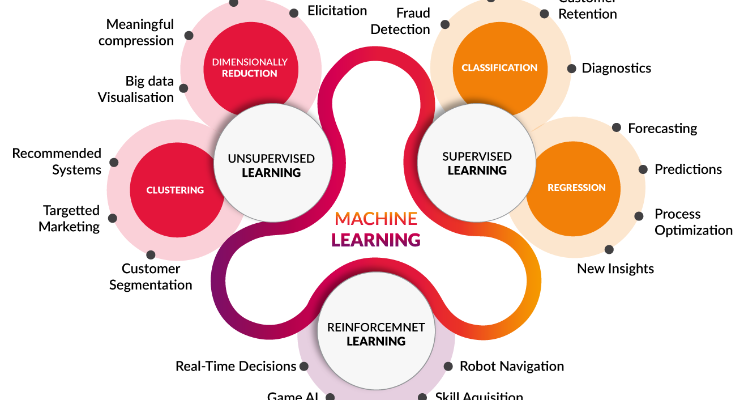 Elicitation
Meaningful
compression
Big data
Visualisation
DIMENSIONALLY
REDUCTION
Fraud
Detection
Customer
Retention
CLASSIFICATION
Diagnostics
Recommended
Systems
Targetted
Marketing
Customer
Segmentation
CLUSTERING
UNSUPERVISED
LEARNING
SUPERVISED
LEARNING
REGRESSION
Forecasting
Predictions
Process
Optimization
New Insights
MACHINE
LEARNING
REINFORCEMNET
LEARNING
Real-Time Decisions
Robot Navigation
Game AI
Skill Aquisition